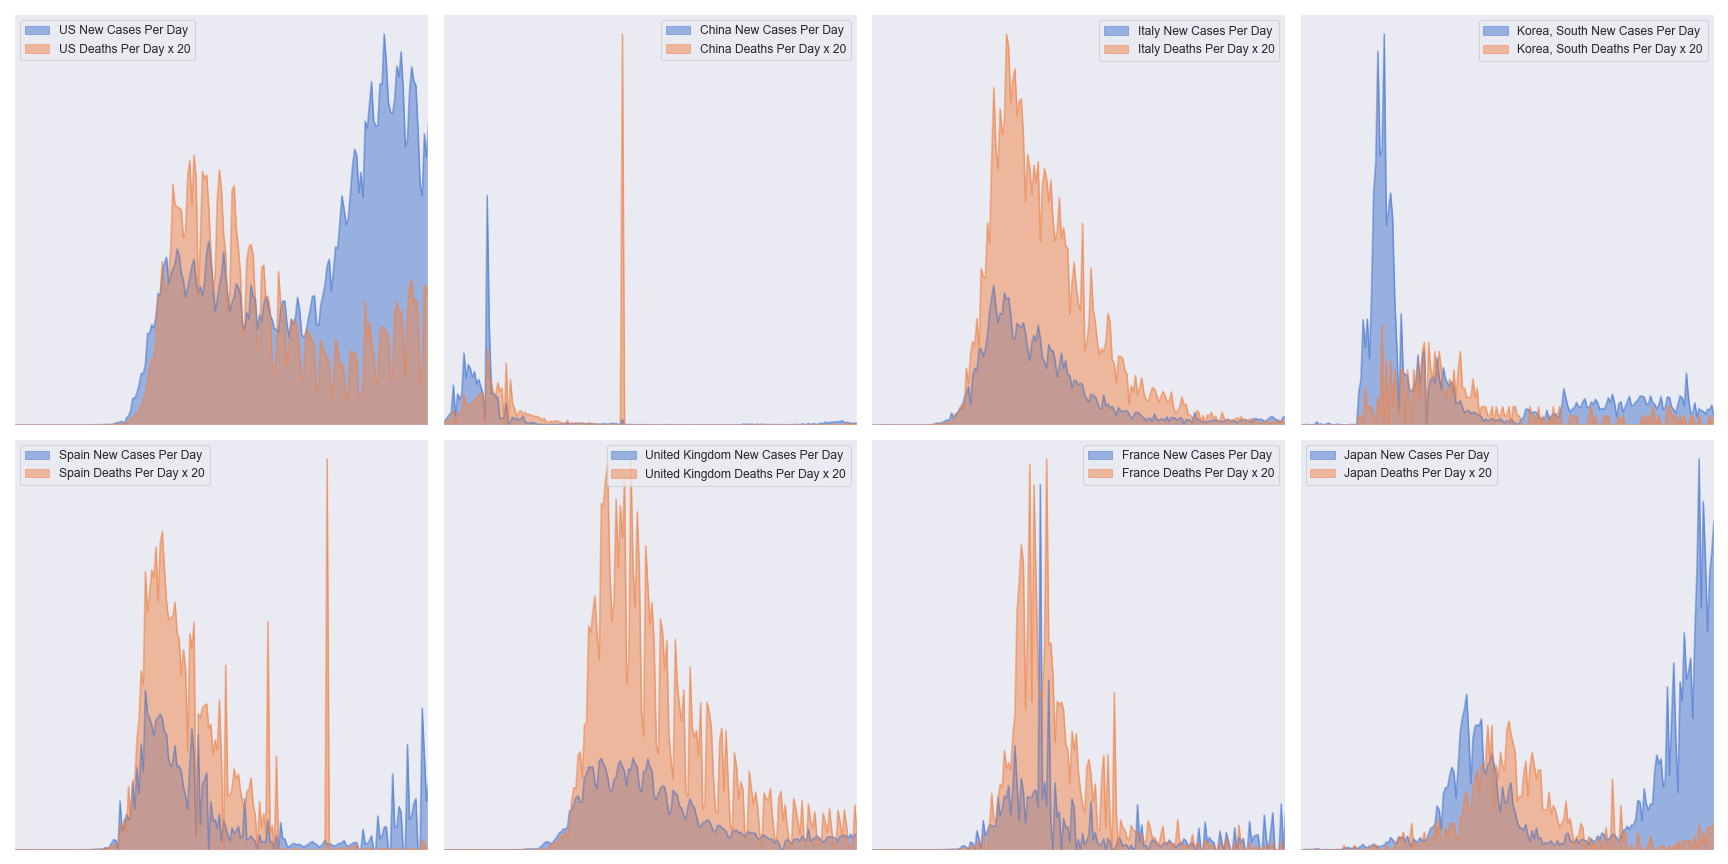 US New Cases Per Day
US Deaths Per Day x 20
China New Cases Per Day
China Deaths Per Day x 20
Italy New Cases Per Day
Italy Deaths Per Day x 20
Korea, South New Cases Per Day
Korea, South Deaths Per Day x 20
Spain New Cases Per Day
Spain Deaths Per Day x 20
United Kingdom New Cases Per Day
United Kingdom Deaths Per Day x 20
France New Cases Per Day
France Deaths Per Day x 20
Japan New Cases Per Day
Japan Deaths Per Day x 20